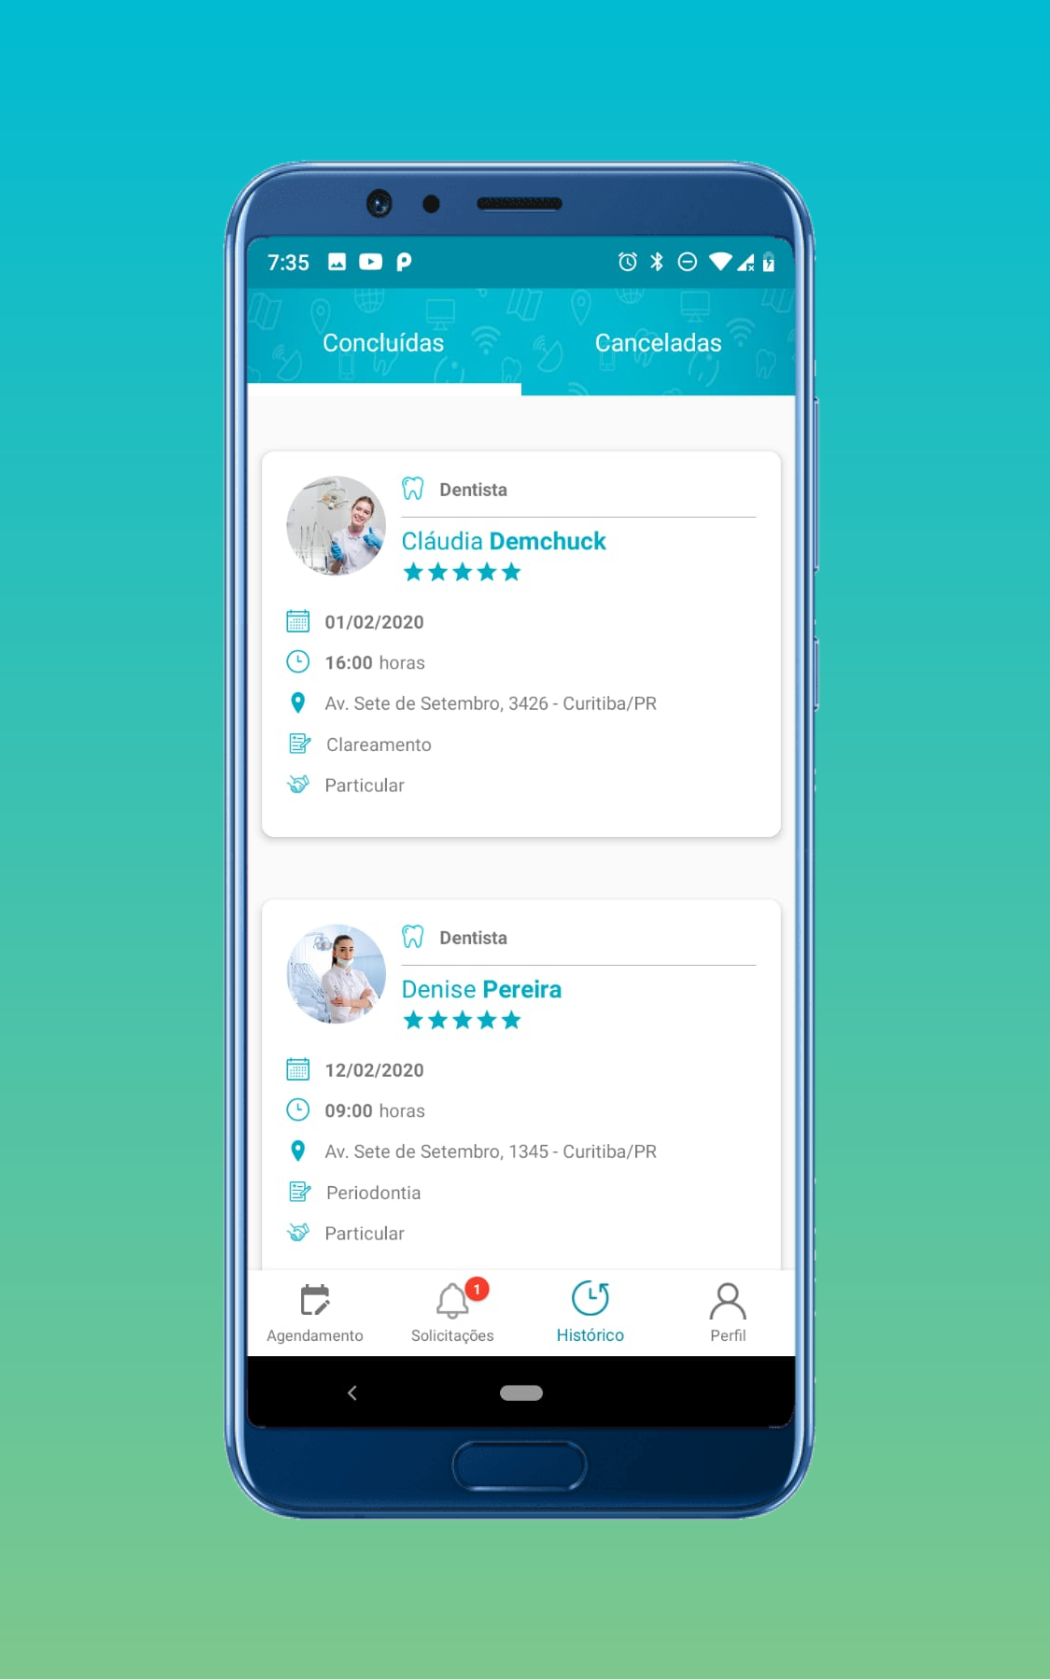 7:35
Concluídas Canceladas
Dentista
Cláudia Demchuck
01/02/2020
16:00 horas
Av. Sete de Setembro, 3426 - Curitiba/PR
Clareamento
Particular
Dentista
Denise Pereira
12/02/2020
09:00 horas
Av. Sete de Setembro, 1345 - Curitiba/PR
Periodontia
Particular
1
Agendamento Solicitações Histórico Perfil